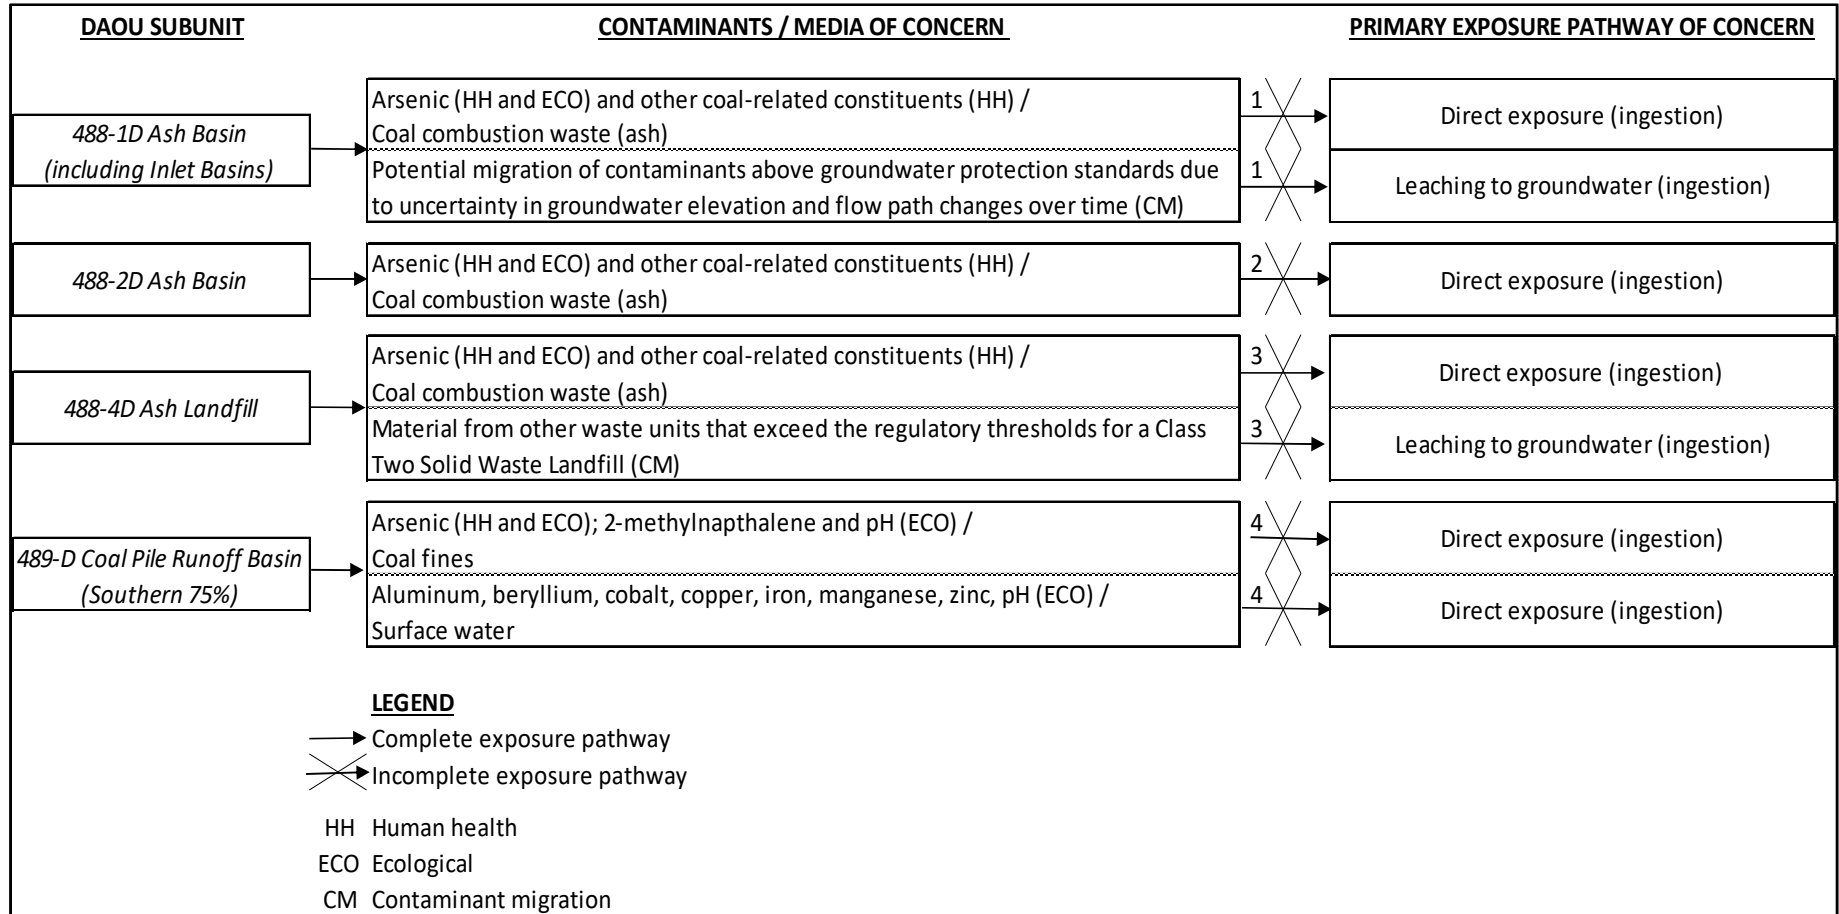 DAOU SUBUNIT
CONTAMINANTS / MEDIA OF CONCERN
PRIMARY EXPOSURE PATHWAY OF CONCERN
488-1D Ash Basin
(including Inlet Basins)
Arsenic (HH and ECO) and other coal-related constituents (HH) /
Coal combustion waste (ash)
1
Direct exposure (ingestion)
Potential migration of contaminants above groundwater protection standards due
to uncertainty in groundwater elevation and flow path changes over time (CM)
1
Leaching to groundwater (ingestion)
488-2D Ash Basin
Arsenic (HH and ECO) and other coal-related constituents (HH) /
Coal combustion waste (ash)
2
Direct exposure (ingestion)
488-4D Ash Landfill
Arsenic (HH and ECO) and other coal-related constituents (HH) /
Coal combustion waste (ash)
3
Direct exposure (ingestion)
Material from other waste units that exceed the regulatory thresholds for a Class
Two Solid Waste Landfill (CM)
3
Leaching to groundwater (ingestion)
489-D Coal Pile Runoff Basin
(Southern 75%)
Arsenic (HH and ECO); 2-methylnapthalene and pH (ECO) /
Coal fines
4
Direct exposure (ingestion)
Aluminum, beryllium, cobalt, copper, iron, manganese, zinc, pH (ECO) /
Surface water
4
Direct exposure (ingestion)
LEGEND
Complete exposure pathway
Incomplete exposure pathway
HH Human health
ECO Ecological
CM Contaminant migration